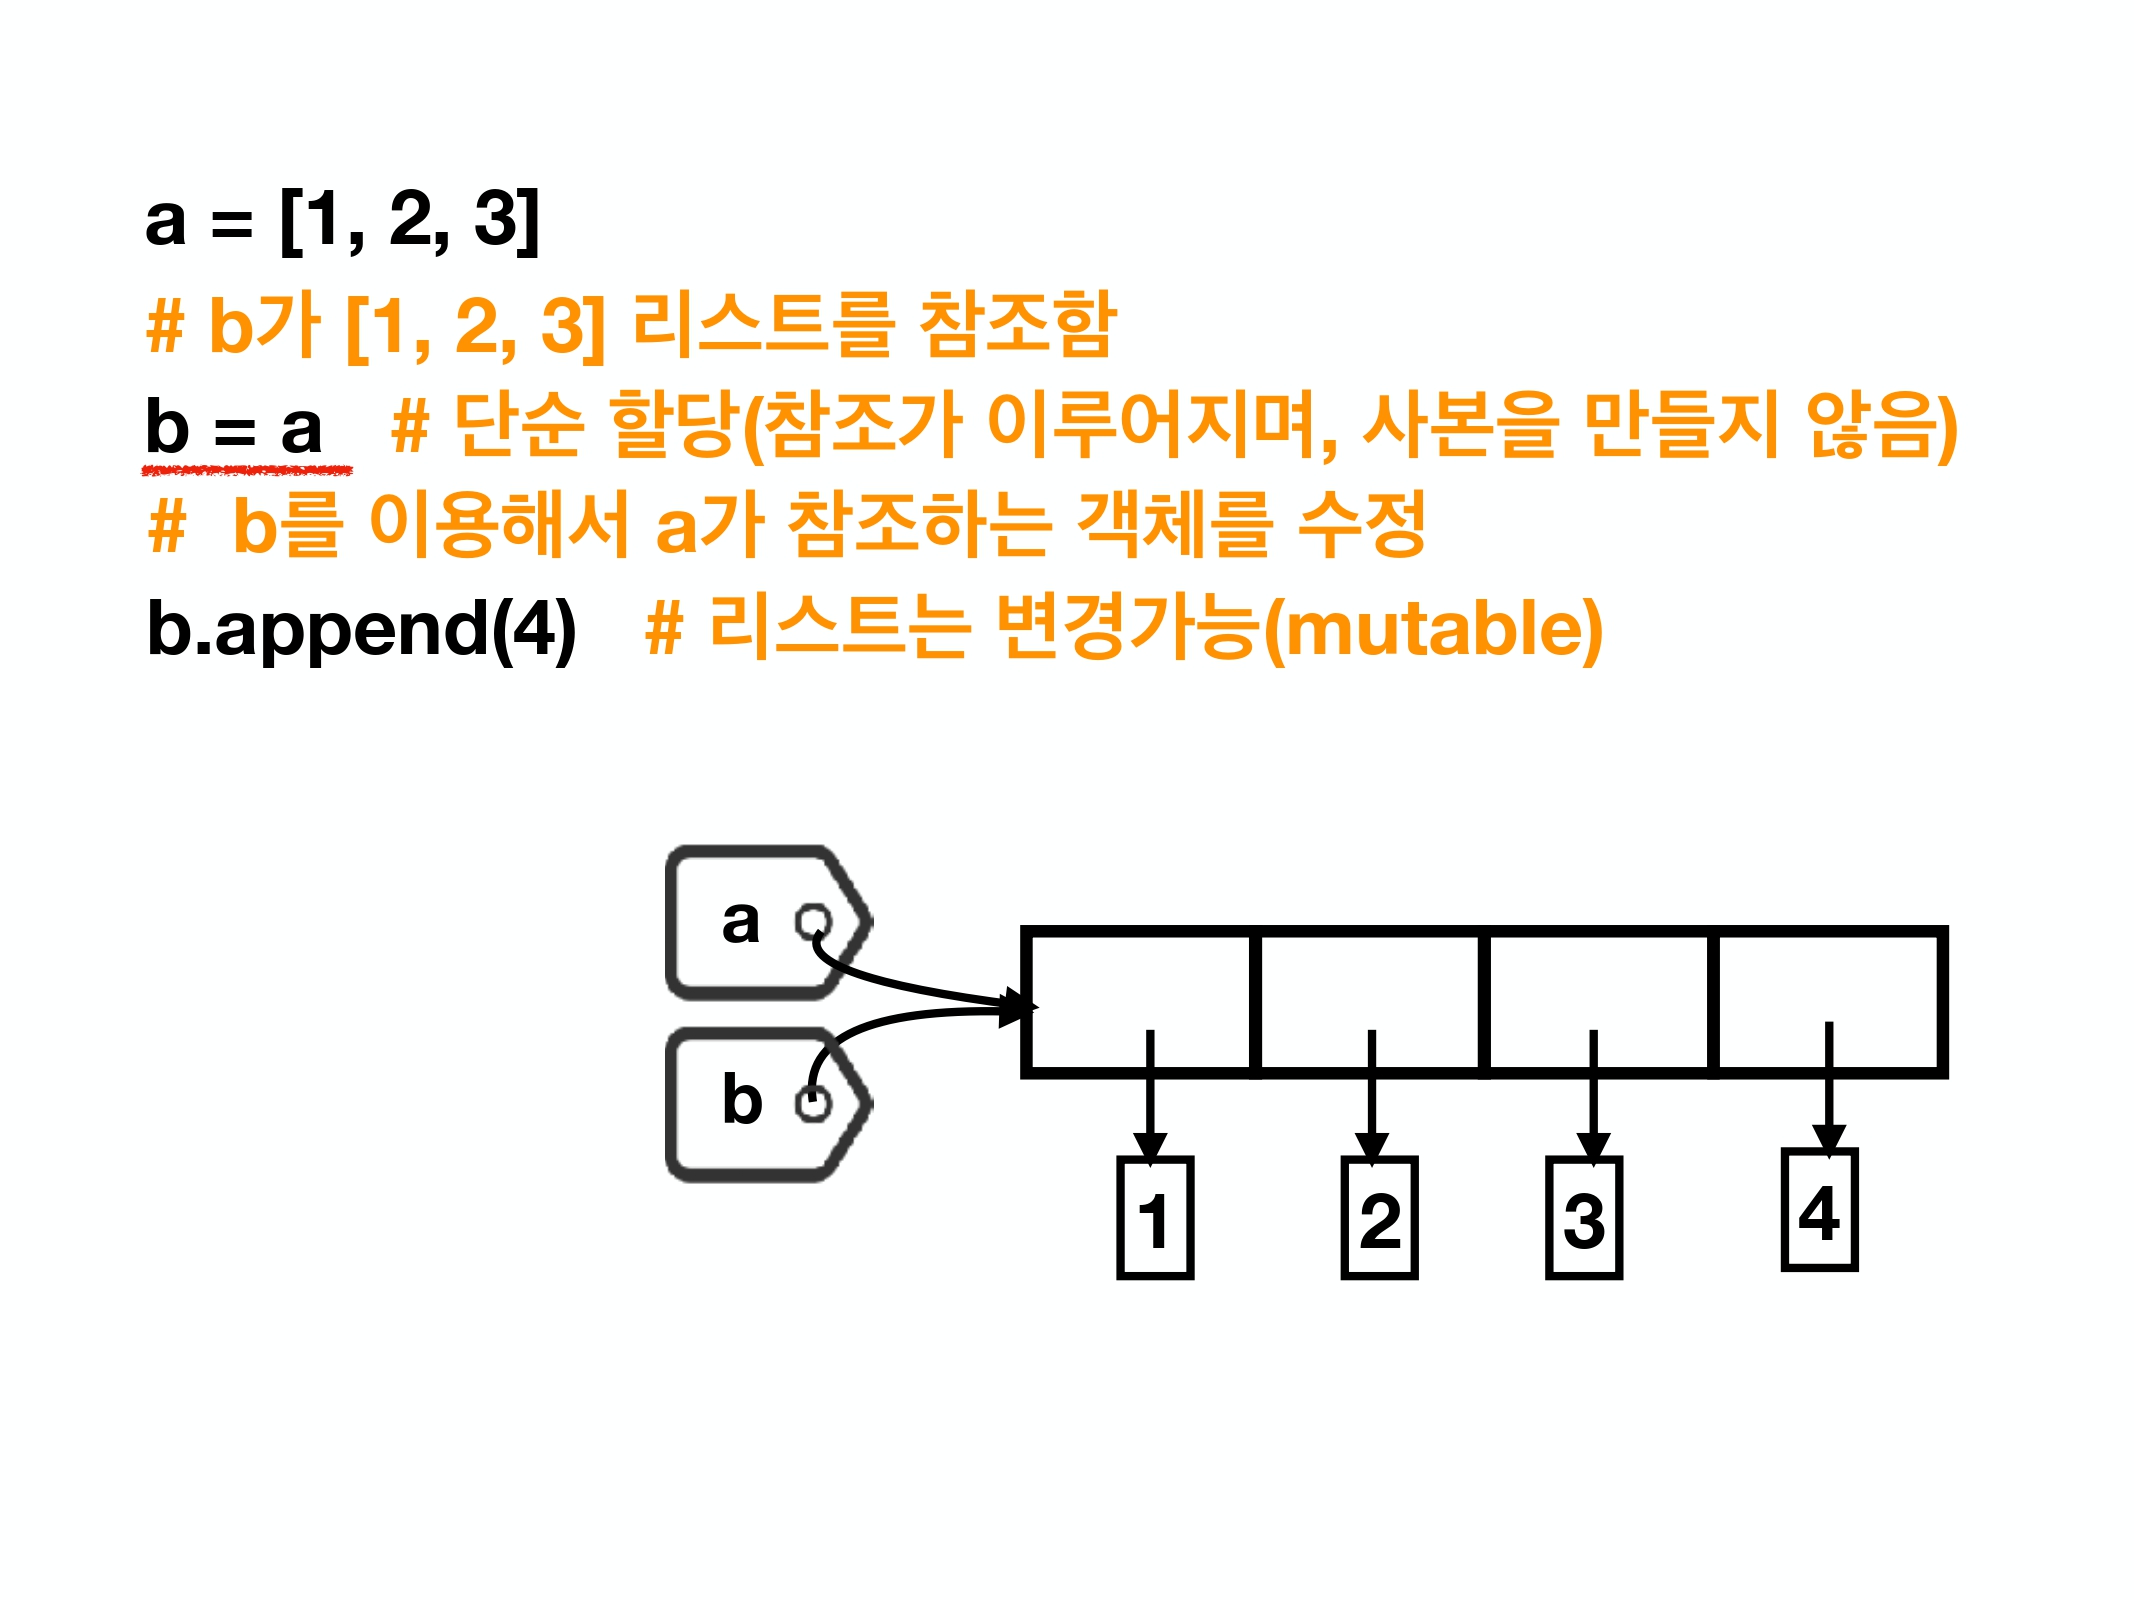 a = [1, 2, 3]
# b가 [1, 2, 3] 리스트를 참조함
b = a # 단순 할당(참조가 이루어지며, 사본을 만들지 않음)
# b를 이용해서 a가 참조하는 객체를 수정
b.append(4) # 리스트는 변경가능(mutable)
a
b
1 2 3 4